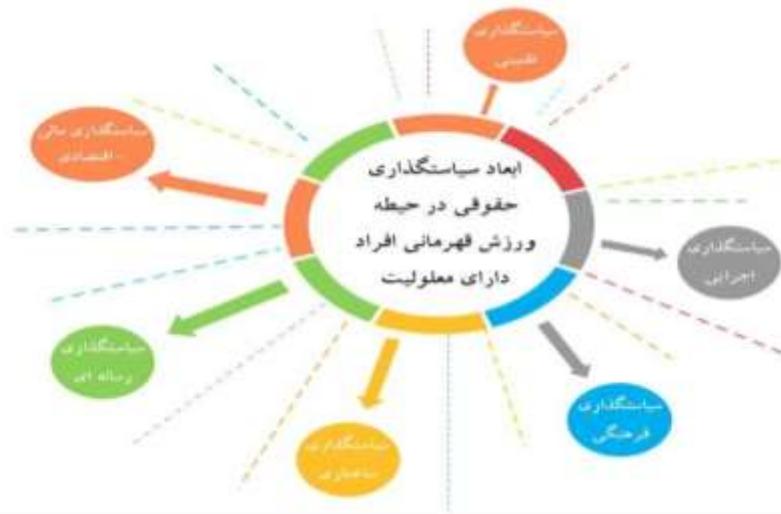 سیاستگذاری
تقنینی
سیاستگذاری مالی
-اقتصادی
ابعاد سیاستگذاری
حقوقی در حیطه
ورزش قهرمانی افراد
دارای معلولیت
سیاستگذاری
اجرایی
سیاستگذاری
رسانه ای
سیاستگذاری
فرهنگی
سیاستگذاری
ساختاری